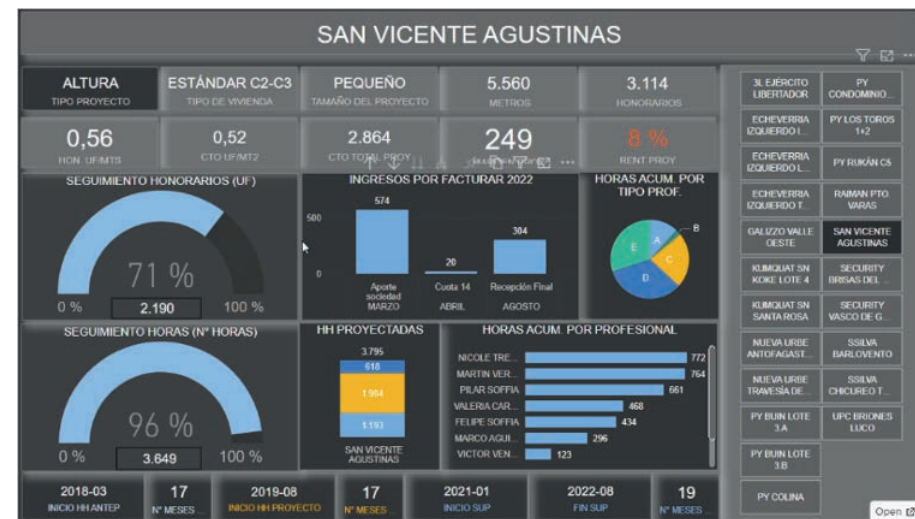 SAN VICENTE AGUSTINAS
ALTURA
TIPO PROYECTO
ESTÁNDAR C2-C3
TIPO DE VIVIENDA
PEQUEÑO
TAMAÑO DEL PROYECTO
5.560
METROS
3.114
HONORARIOS
0,56
HON. UF/MTS
0,52
CTO UF/MT2
2.864
CTO TOTAL PROY
249
8 %
RENT PROY
SEGUIMIENTO HONORARIOS (UF)
71 %
0 %
2.190
100 %
INGRESOS POR FACTURAR 2022
500
0
574
20
304
Aporte sociedad
Cuota 14
Recepción Final
MARZO
ABRIL
AGOSTO
HORAS ACUM. POR
TIPO PROF.
A
B
C
D
E
SEGUIMIENTO HORAS (N° HORAS)
96 %
0 %
3.649
100 %
HH PROYECTADAS
3.795
618
1.984
1.193
SAN VICENTE
AGUSTINAS
HORAS ACUM. POR PROFESIONAL
NICOLE TRE... 772
MARTIN VER... 764
PILAR SOFFIA 661
VALERIA CAR... 468
FELIPE SOFFIA 434
MARCO AGUI... 296
VICTOR VEN... 123
2018-03
INICIO HH ANTEP
17
N° MESES ...
2019-08
INICIO HH PROYECTO
17
N° MESES ...
2021-01
INICIO SUP
2022-08
FIN SUP
19
N° MESES ...
3L EJÉRCITO
LIBERTADOR
PY
CONDOMINIO...
ECHEVERRIA
IZQUIERDO I...
PY LOS TOROS
1+2
ECHEVERRIA
IZQUIERDO L...
PY RUKÁN C5
ECHEVERRIA
IZQUIERDO T...
RAIMAN PTO.
VARAS
GALIZZO VALLE
OESTE
SAN VICENTE
AGUSTINAS
KUMQUAT SN
KOKE LOTE 4
SECURITY
BRISAS DEL ...
KUMQUAT SN
SANTA ROSA
SECURITY
VASCO DE G...
NUEVA URBE
ANTOFAGAST...
SSILVA
BARLOVENTO
NUEVA URBE
TRAVESÍA DE...
SSILVA
CHICUREO T...
PY BUIN LOTE
3.A
UPC BRIONES
LUCO
PY BUIN LOTE
3.B
PY COLINA
Open